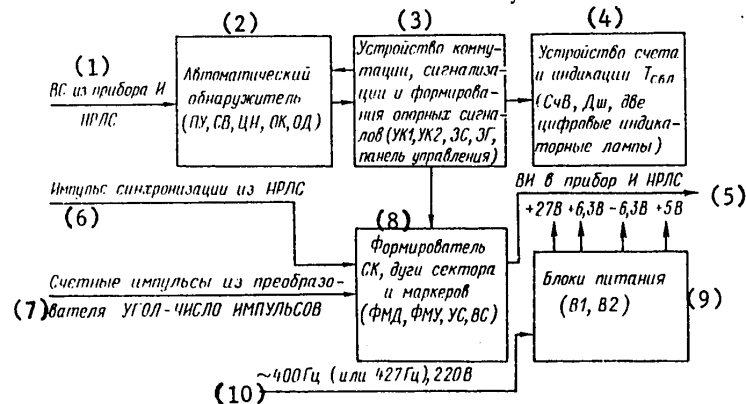 (1)
ВС из прибора И
НРЛС
(2)
Автоматический
обнаружитель
(ПУ, СВ, ЦН, ОК, ОД)
(3)
Устройство комму-
тации, сигнализа-
ции и формирова-
ния опорных сигна-
лов (УК1, УК2, ЗС, ЗГ,
панель управления)
(4)
Устройство счета
и индикации Tсбл
(СчВ, Дш, две
цифровые индика-
торные лампы)
Импульс синхронизации из НРЛС
(6)
ВИ в прибор И НРЛС
(5)
+27В +6,3В -6,3В +5В
(8)
Формирователь
СК, дуги сектора
и маркеров
(ФМД, ФМУ, УС, ВС)
Счетные импульсы из преобразо-
(7) вателя УГОЛ-ЧИСЛО ИМПУЛЬСОВ
Блоки питания
(В1, В2)
(9)
~400Гц (или 427Гц), 220В
(10)